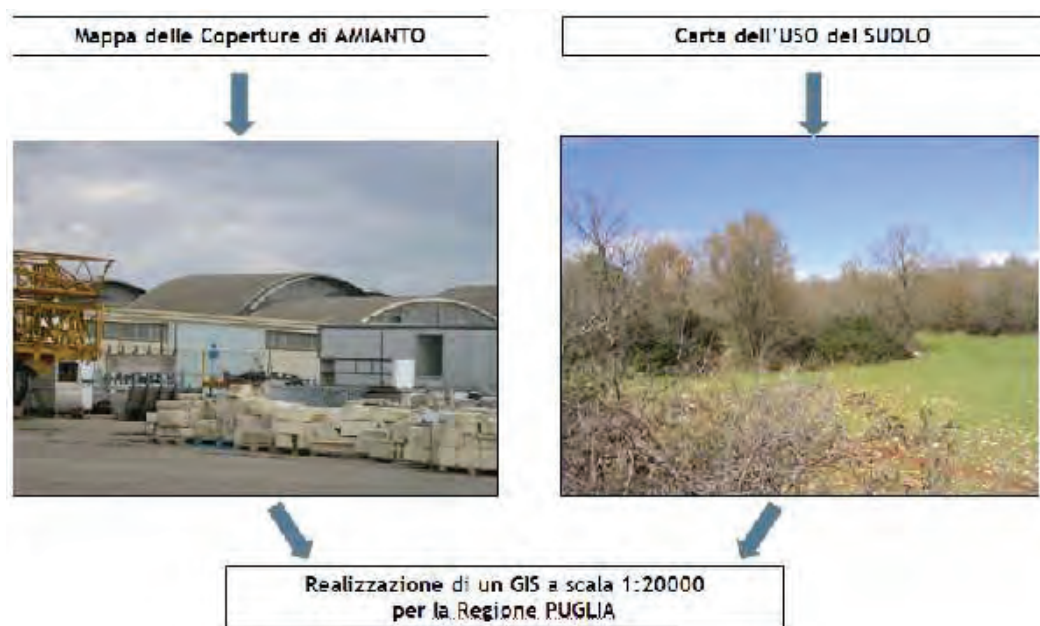 Mappa delle Coperture di AMIANTO
Carta dell'USO del SUOLO
Realizzazione di un GIS a scala 1:20000
per la Regione PUGLIA